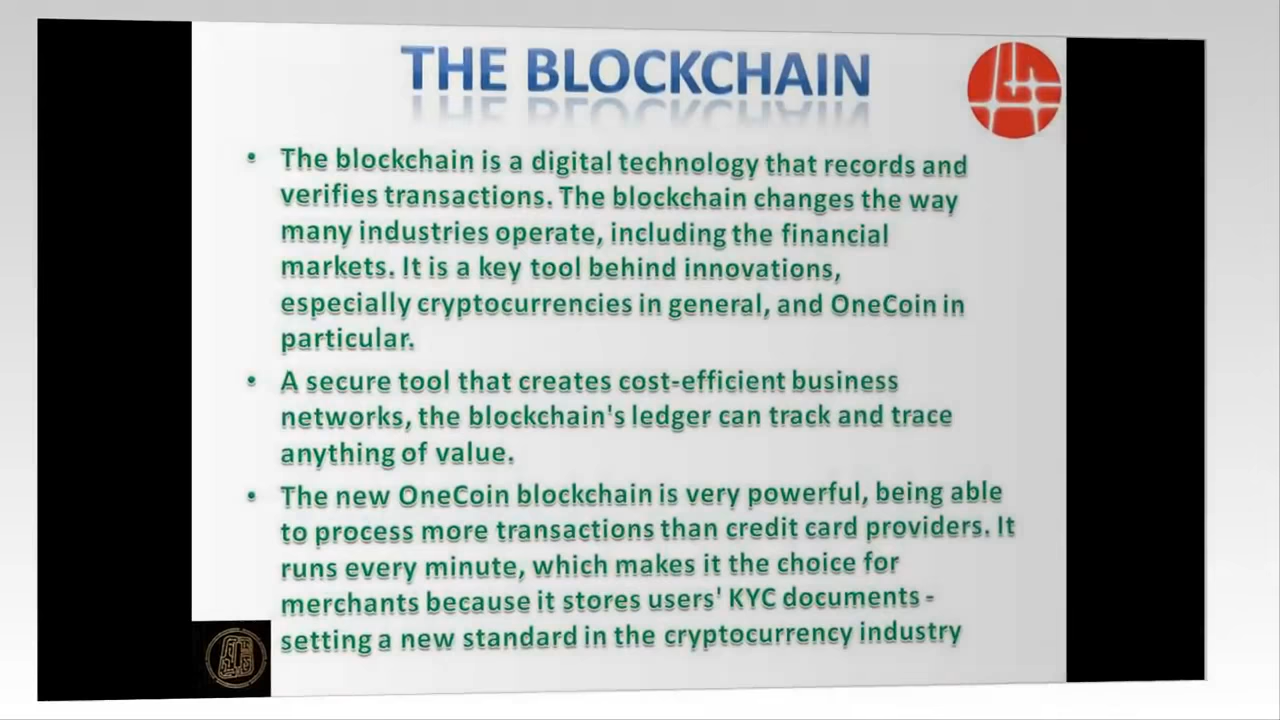 THE BLOCKCHAIN
• The blockchain is a digital technology that records and
verifies transactions. The blockchain changes the way
many industries operate, including the financial
markets. It is a key tool behind innovations,
especially cryptocurrencies in general, and OneCoin in
particular.
• A secure tool that creates cost-efficient business
networks, the blockchain's ledger can track and trace
anything of value.
• The new OneCoin blockchain is very powerful, being able
to process more transactions than credit card providers. It
runs every minute, which makes it the choice for
merchants because it stores users' KYC documents -
setting a new standard in the cryptocurrency industry